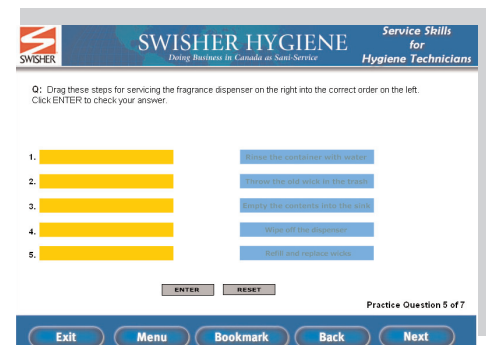 SWISHER
SWISHER HYGIENE
Doing Business in Canada as Sani-Service
Service Skills
for
Hygiene Technicians
Q: Drag these steps for servicing the fragrance dispenser on the right into the correct order on the left.
Click ENTER to check your answer.
1.
Rinse the container with water
2.
Throw the old wick in the trash
3.
Empty the contents into the sink
4.
Wipe off the dispenser
5.
Refill and replace wicks
ENTER
RESET
Practice Question 5 of 7
Exit
Menu
Bookmark
Back
Next